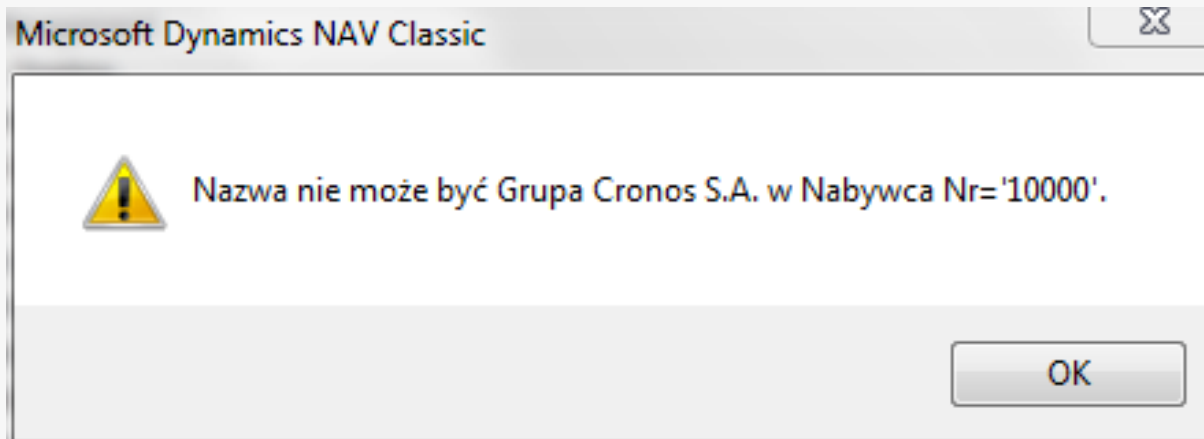 Microsoft Dynamics NAV Classic
Nazwa nie może być Grupa Cronos S.A. w Nabywca Nr='10000'.
OK